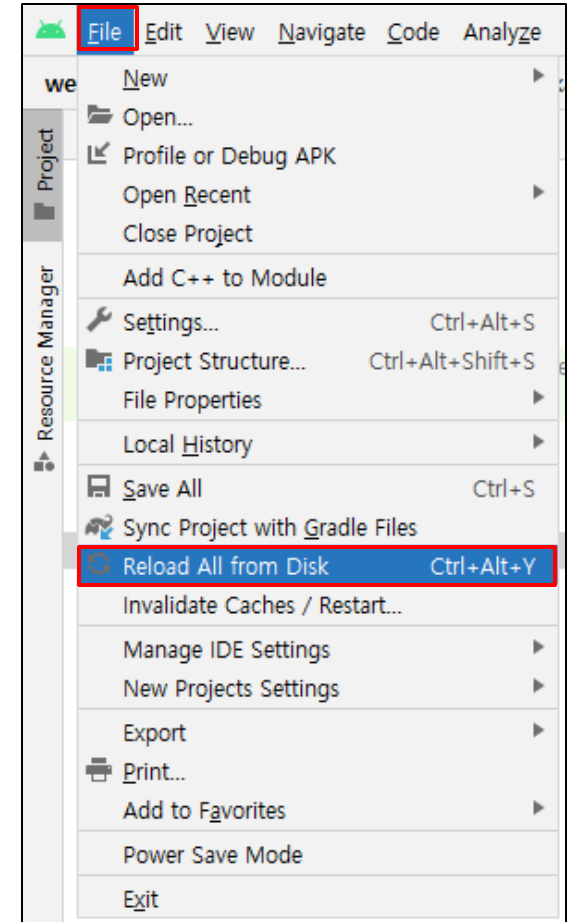 File Edit View Navigate Code Analyze
we
New
Open...
Profile or Debug APK
Open Recent
Close Project
Add C++ to Module
Settings... Ctrl+Alt+S
Project Structure... Ctrl+Alt+Shift+S
File Properties
Local History
Save All Ctrl+S
Sync Project with Gradle Files
Reload All from Disk Ctrl+Alt+Y
Invalidate Caches / Restart...
Manage IDE Settings
New Projects Settings
Export
Print...
Add to Favorites
Power Save Mode
Exit
Project
Resource Manager